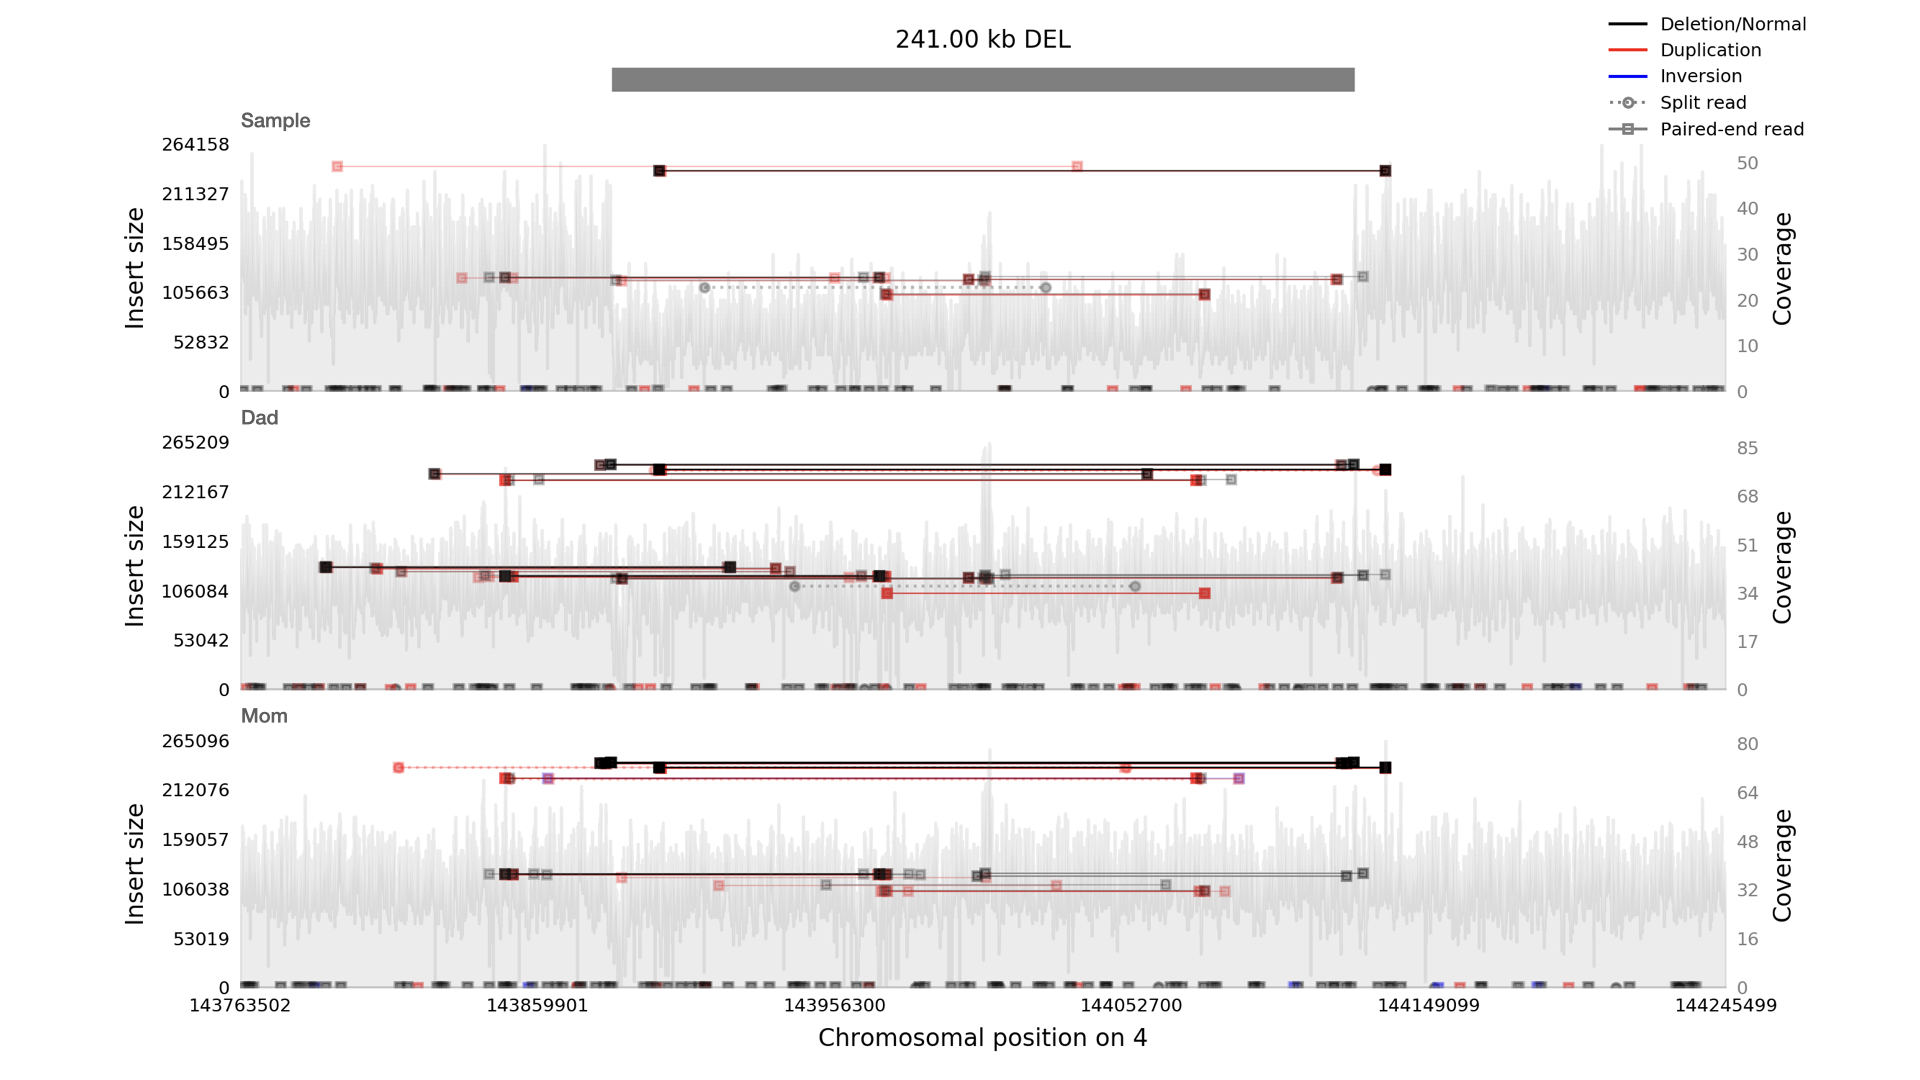 241.00 kb DEL
Deletion/Normal
Duplication
Inversion
Split read
Paired-end read
Sample
264158
211327
158495
105663
52832
0
Insert size
50
40
30
20
10
0
Coverage
Dad
265209
212167
159125
106084
53042
0
Insert size
85
68
51
34
17
0
Coverage
Mom
265096
212076
159057
106038
53019
0
Insert size
80
64
48
32
16
0
Coverage
143763502 143859901 143956300 144052700 144149099 144245499
Chromosomal position on 4